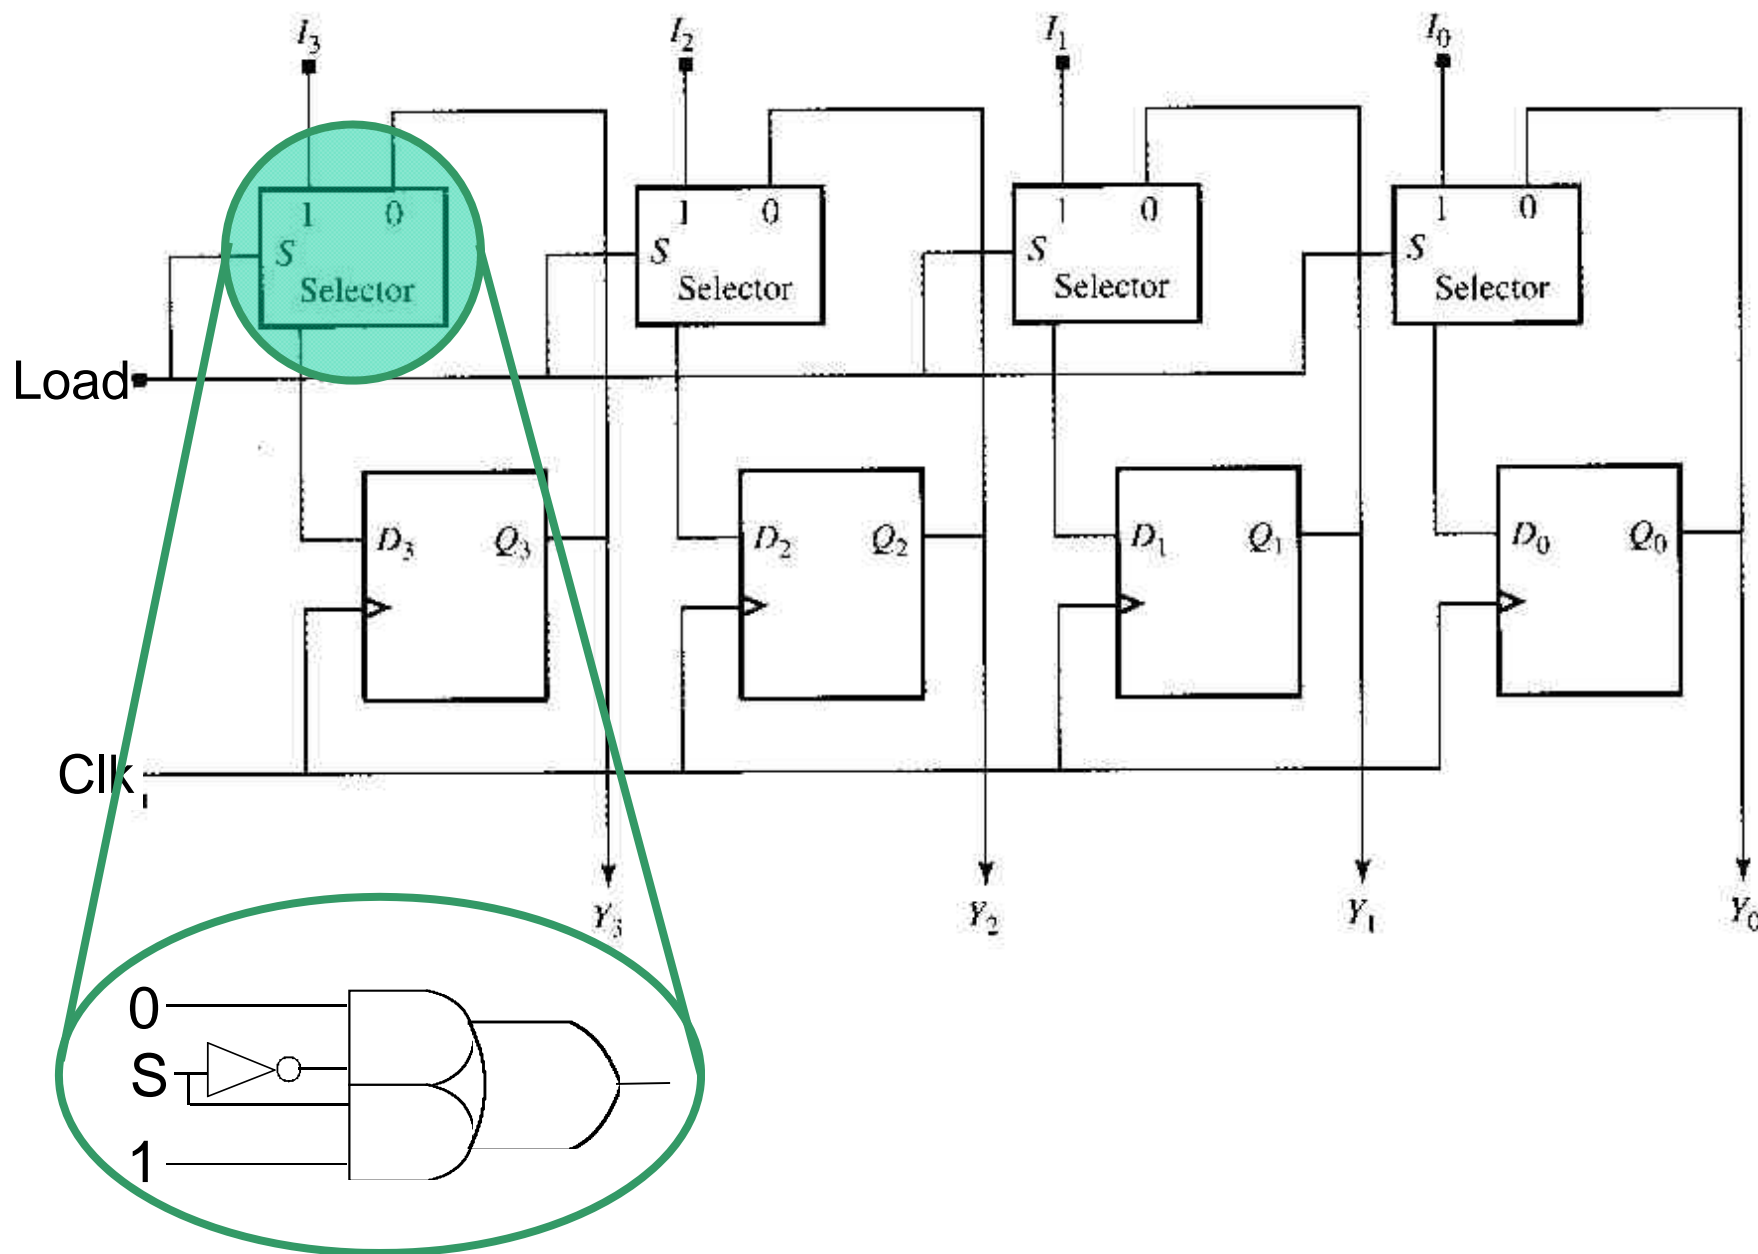 I3 I2 I1 I0
1 0 1 0 1 0 1 0
S S S S
Selector Selector Selector Selector
Load
D3 Q3 D2 Q2 D1 Q1 D0 Q0
Clk
Y3 Y2 Y1 Y0
0
S
1